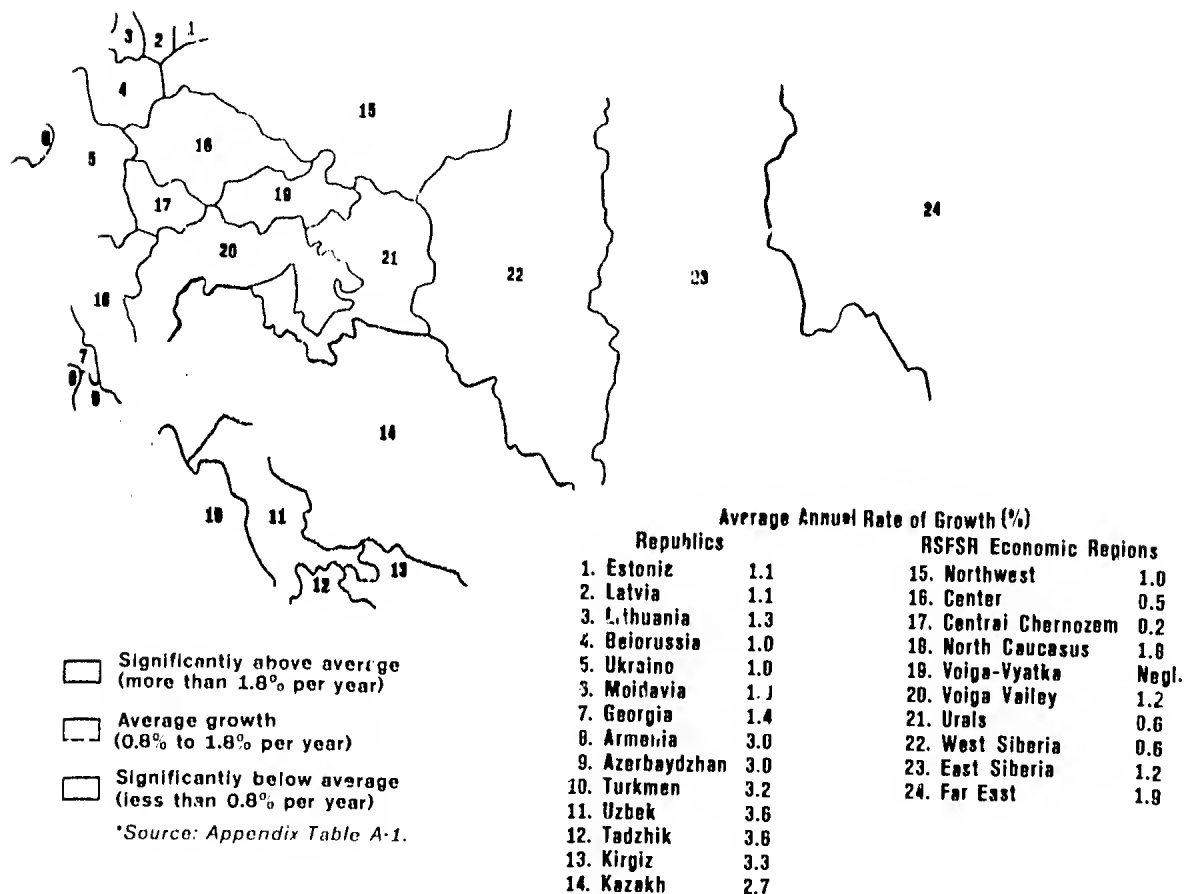 3 2 1
4
15
16
5
19
17
24
20
21
22
23
18
7
8
9
14
10
11
12
13
Average Annual Rate of Growth (%)
Republics
1. Estonia 1.1
2. Latvia 1.1
3. Lithuania 1.3
4. Belorussia 1.0
5. Ukraine 1.0
6. Moldavia
7. Georgia 1.4
8. Armenia 3.0
9. Azerbaydzhan 3.0
10. Turkmen 3.2
11. Uzbek 3.6
12. Tadzhik 3.6
13. Kirgiz 3.3
14. Kazakh 2.7
RSFSR Economic Regions
15. Northwest 1.0
16. Center 0.5
17. Central Chernozem 0.2
18. North Caucasus 1.8
19. Volga-Vyatka Negl.
20. Volga Valley 1.2
21. Urals 0.6
22. West Siberia 0.6
23. East Siberia 1.2
24. Far East 1.9
Significantly above average
(more than 1.8% per year)
Average growth
(0.8% to 1.8% per year)
Significantly below average
(less than 0.8% per year)
*Source: Appendix Table A-1.